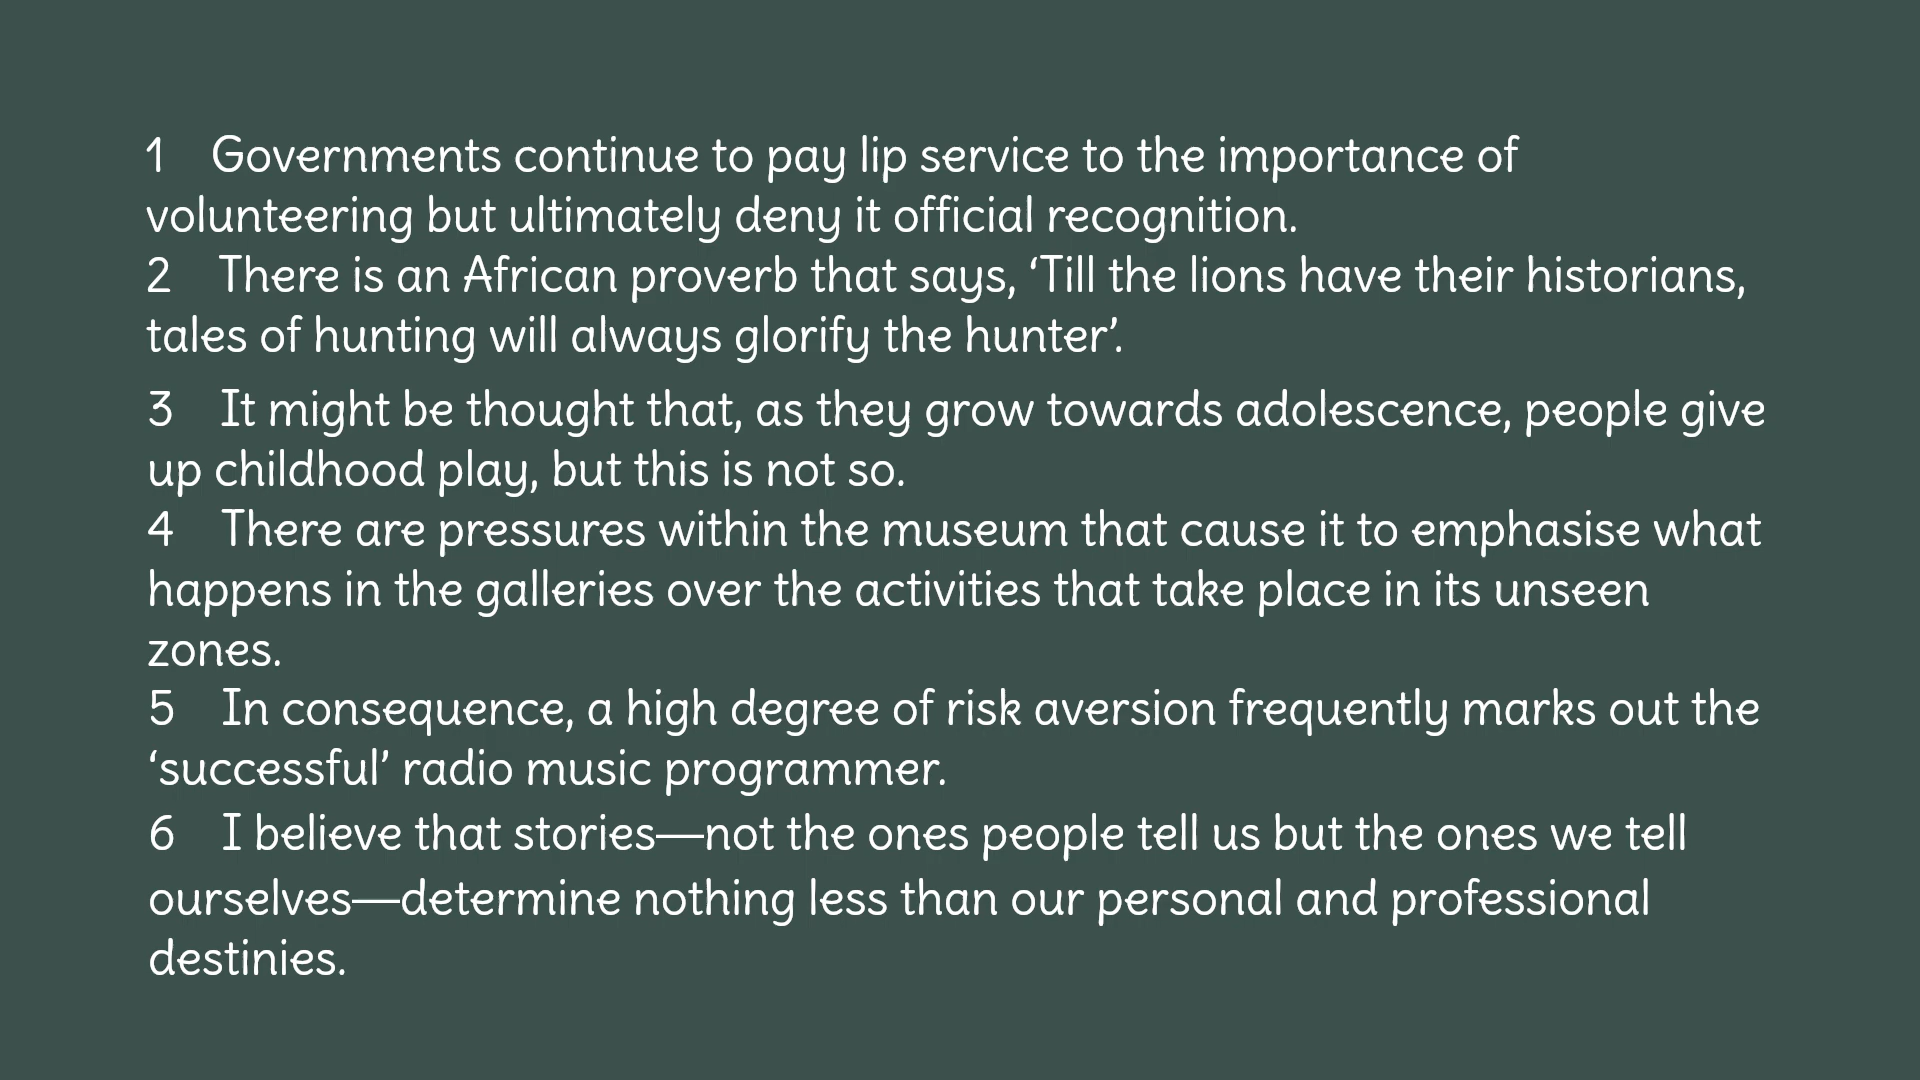 1 Governments continue to pay lip service to the importance of
volunteering but ultimately deny it official recognition.
2 There is an African proverb that says, ‘Till the lions have their historians,
tales of hunting will always glorify the hunter’.
3 It might be thought that, as they grow towards adolescence, people give
up childhood play, but this is not so.
4 There are pressures within the museum that cause it to emphasise what
happens in the galleries over the activities that take place in its unseen
zones.
5 In consequence, a high degree of risk aversion frequently marks out the
‘successful’ radio music programmer.
6 I believe that stories—not the ones people tell us but the ones we tell
ourselves—determine nothing less than our personal and professional
destinies.